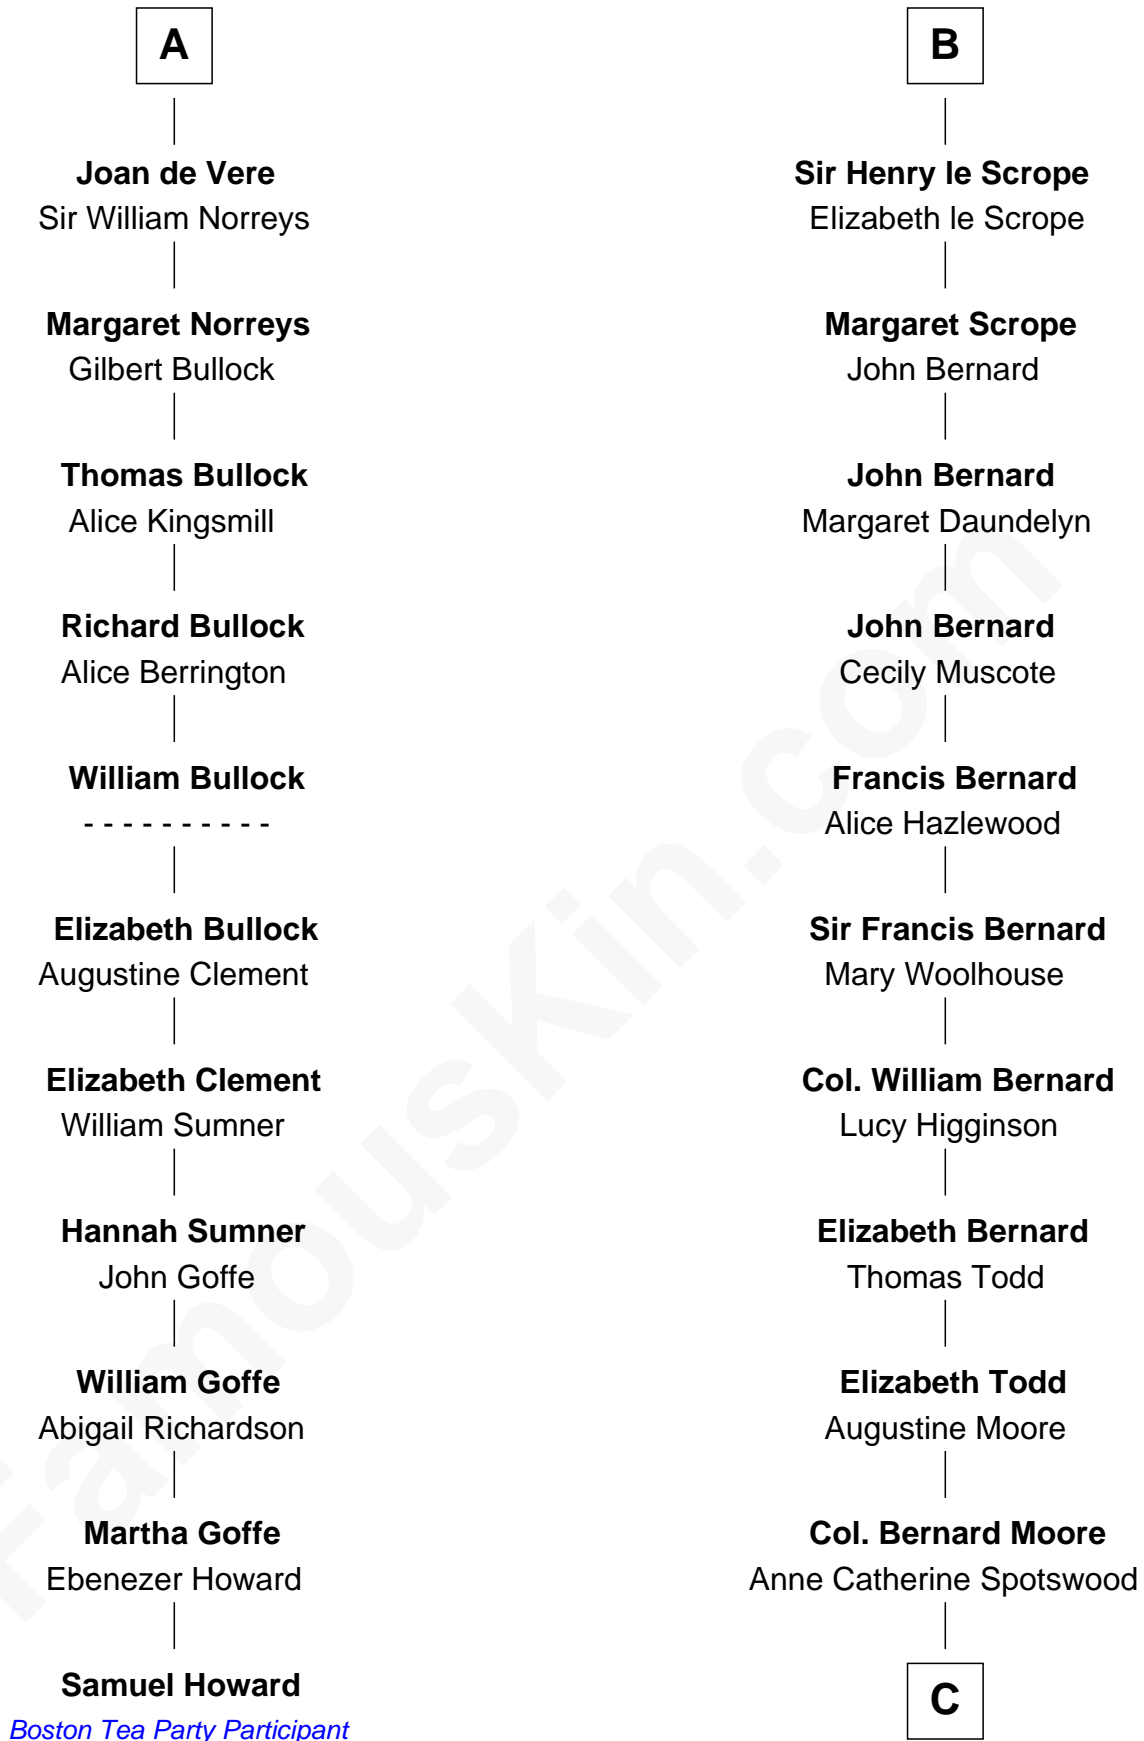 A
Joan de Vere
Sir William Norreys
Margaret Norreys
Gilbert Bullock
Thomas Bullock
Alice Kingsmill
Richard Bullock
Alice Berrington
William Bullock
- - - - - - - - - -
Elizabeth Bullock
Augustine Clement
Elizabeth Clement
William Sumner
Hannah Sumner
John Goffe
William Goffe
Abigail Richardson
Martha Goffe
Ebenezer Howard
Samuel Howard
Boston Tea Party Participant
B
Sir Henry le Scrope
Elizabeth le Scrope
Margaret Scrope
John Bernard
John Bernard
Margaret Daundelyn
John Bernard
Cecily Muscote
Francis Bernard
Alice Hazlewood
Sir Francis Bernard
Mary Woolhouse
Col. William Bernard
Lucy Higginson
Elizabeth Bernard
Thomas Todd
Elizabeth Todd
Augustine Moore
Col. Bernard Moore
Anne Catherine Spotswood
C
FamousKin.com